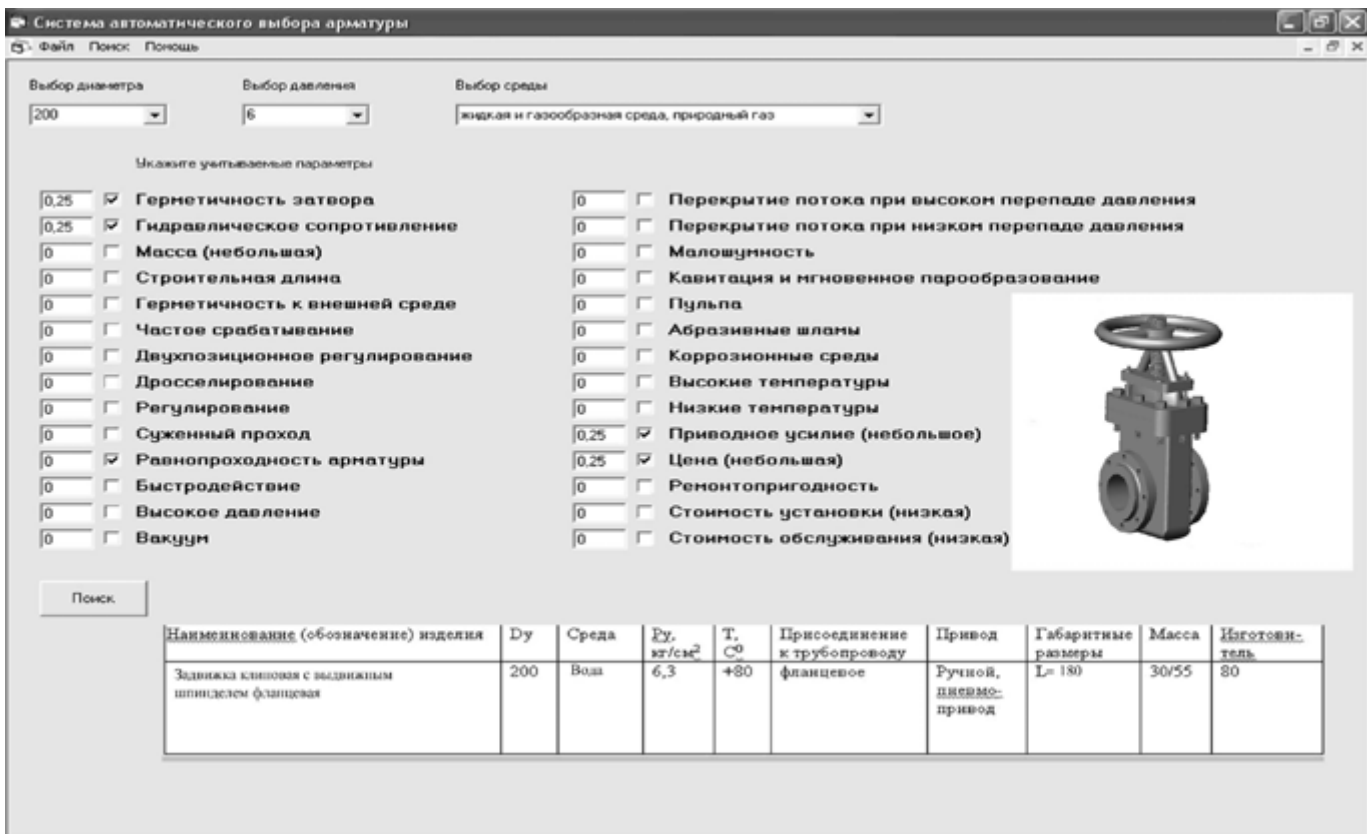 Система автоматического выбора арматуры
Файл Поиск Помощь
Выбор диаметра Выбор давления Выбор среды
200 6 жидкая и газообразная среда, природный газ
Укажите учитываемые параметры
0,25 Герметичность затвора 0 Перекрытие потока при высоком перепаде давления
0,25 Гидравлическое сопротивление 0 Перекрытие потока при низком перепаде давления
0 Масса (небольшая) 0 Малошумность
0 Строительная длина 0 Кавитация и мгновенное парообразование
0 Герметичность к внешней среде 0 Пульпа
0 Частое срабатывание 0 Абразивные шламы
0 Двухпозиционное регулирование 0 Коррозионные среды
0 Дросселирование 0 Высокие температуры
0 Регулирование 0 Низкие температуры
0 Суженный проход 0,25 Приводное усилие (небольшое)
0 Равнопроходность арматуры 0,25 Цена (небольшая)
0 Быстродействие 0 Ремонтопригодность
0 Высокое давление 0 Стоимость установки (низкая)
0 Вакуум 0 Стоимость обслуживания (низкая)
Поиск
Наименование (обозначение) изделия Dу Среда Ру, Т, Присоединение Привод Габаритные Масса Изготови-
кг/см² С⁰ к трубопроводу размеры тель
Задвижка клиновая с выдвижным 200 Вода 6,3 +80 фланцевое Ручной, L= 180 30/55 80
шпинделем фланцевая пневмо-
привод